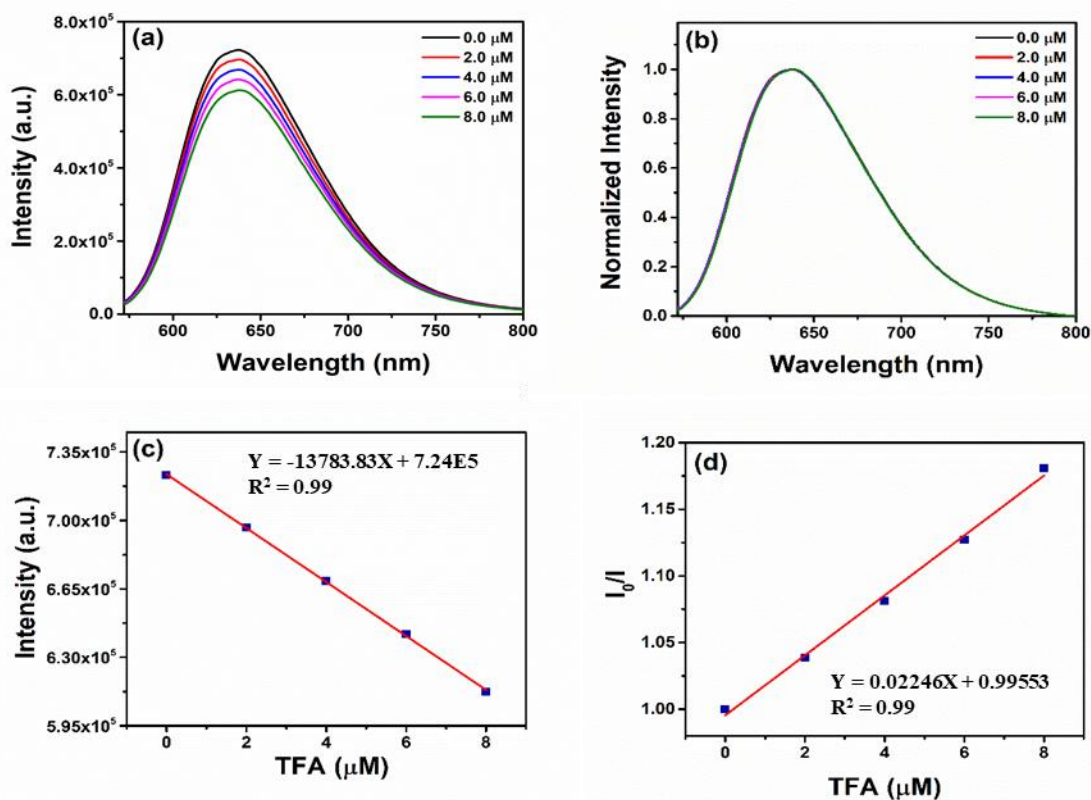 (a)
0.0 μM
2.0 μM
4.0 μM
6.0 μM
8.0 μM
8.0x10⁵
6.0x10⁵
4.0x10⁵
2.0x10⁵
0.0
Intensity (a.u.)
600 650 700 750 800
Wavelength (nm)
(b)
0.0 μM
2.0 μM
4.0 μM
6.0 μM
8.0 μM
1.0
0.8
0.6
0.4
0.2
0.0
Normalized Intensity
600 650 700 750 800
Wavelength (nm)
(c)
Y = -13783.83X + 7.24E5
R² = 0.99
7.35x10⁵
7.00x10⁵
6.65x10⁵
6.30x10⁵
5.95x10⁵
Intensity (a.u.)
0 2 4 6 8
TFA (μM)
(d)
1.20
1.15
1.10
1.05
1.00
I₀/I
Y = 0.02246X + 0.99553
R² = 0.99
0 2 4 6 8
TFA (μM)